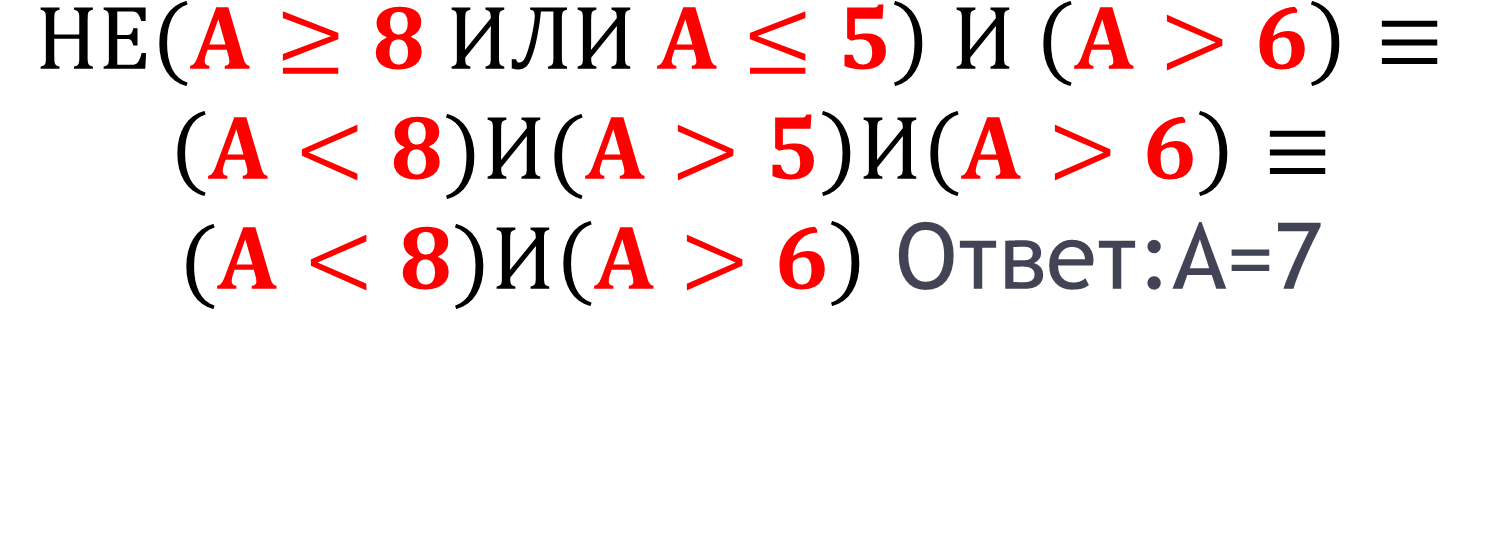 НЕ(А ≥ 8 ИЛИ А ≤ 5) И (А > 6) ≡
(А < 8)И(А > 5)И(А > 6) ≡
(А < 8)И(А > 6) Ответ:А=7